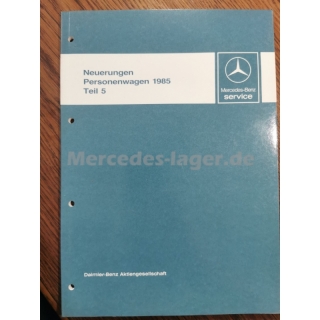 Neuerungen
Personenwagen 1985
Teil 5
Mercedes-Benz
service
Mercedes-lager.de
Daimler-Benz Aktiengesellschaft